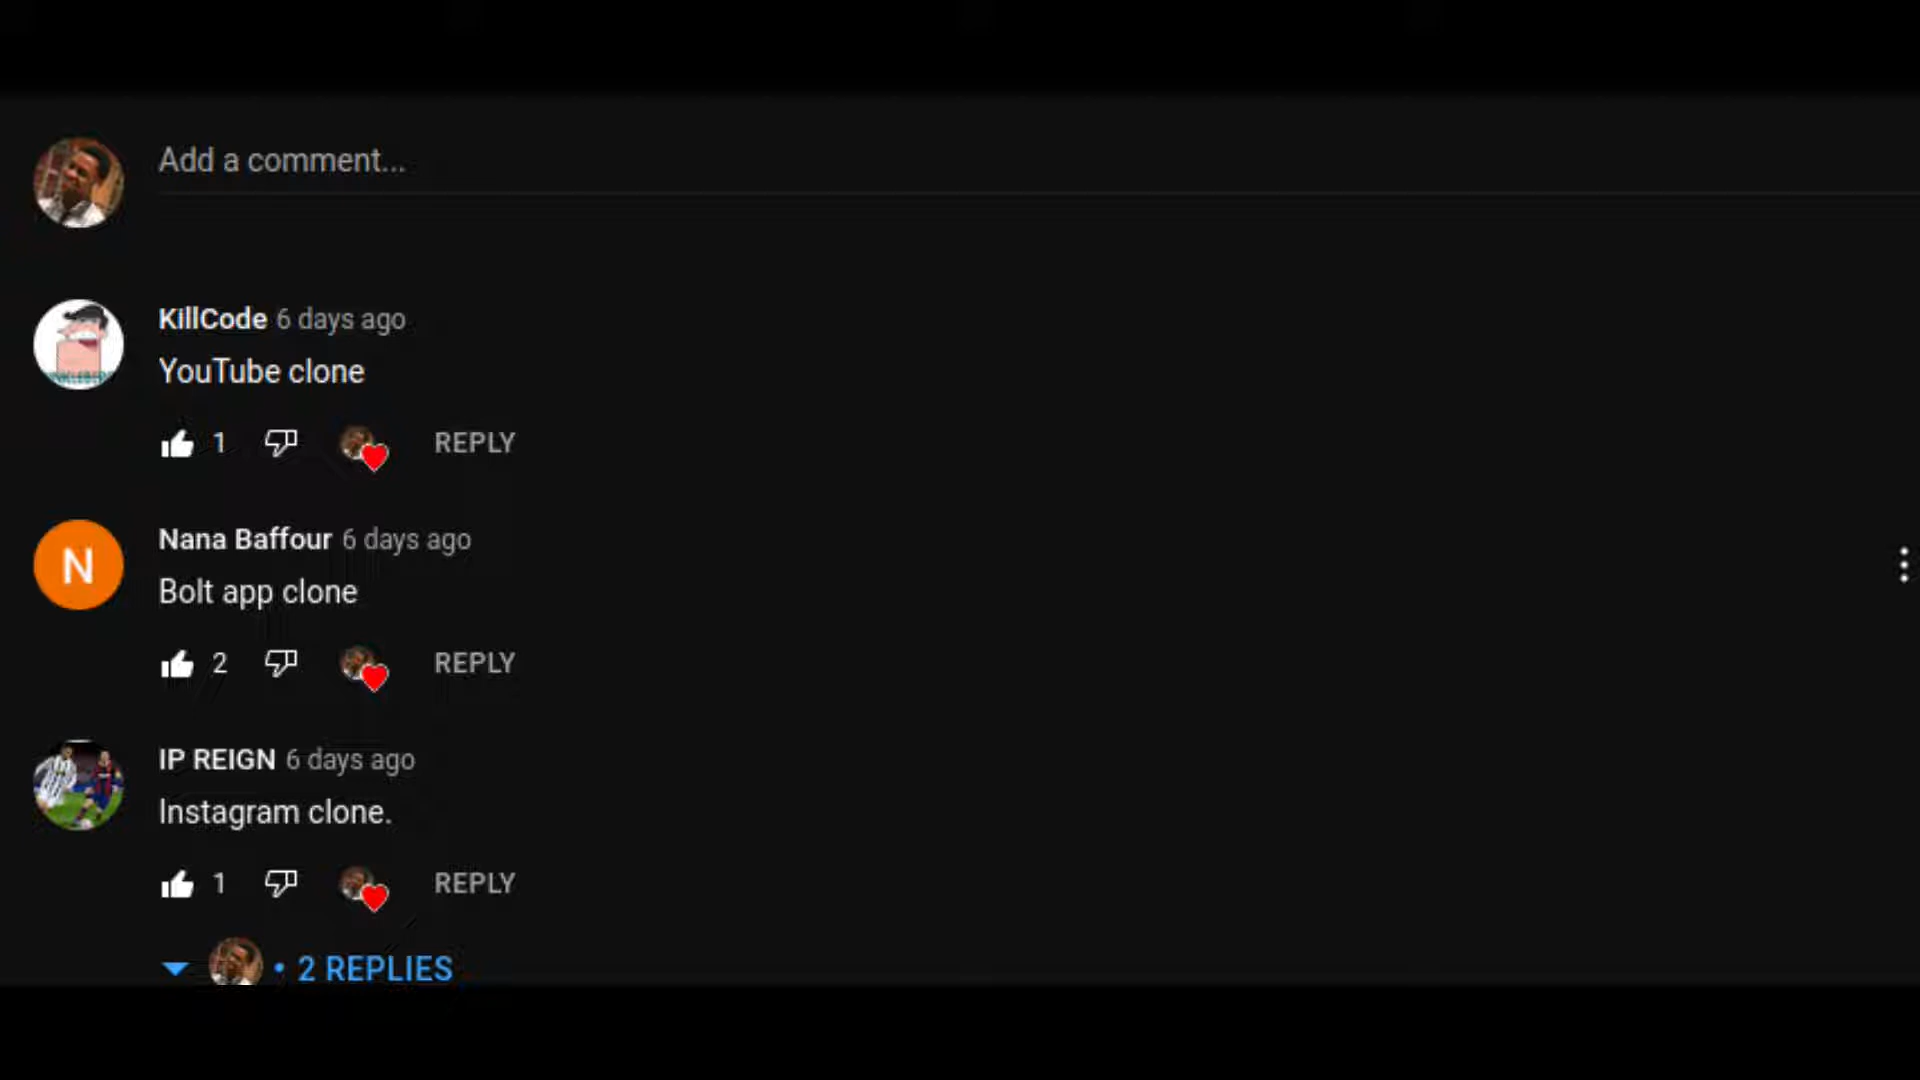 Add a comment...
KillCode 6 days ago
YouTube clone
1 REPLY
N
Nana Baffour 6 days ago
Bolt app clone
2 REPLY
IP REIGN 6 days ago
Instagram clone.
1 REPLY
• 2 REPLIES